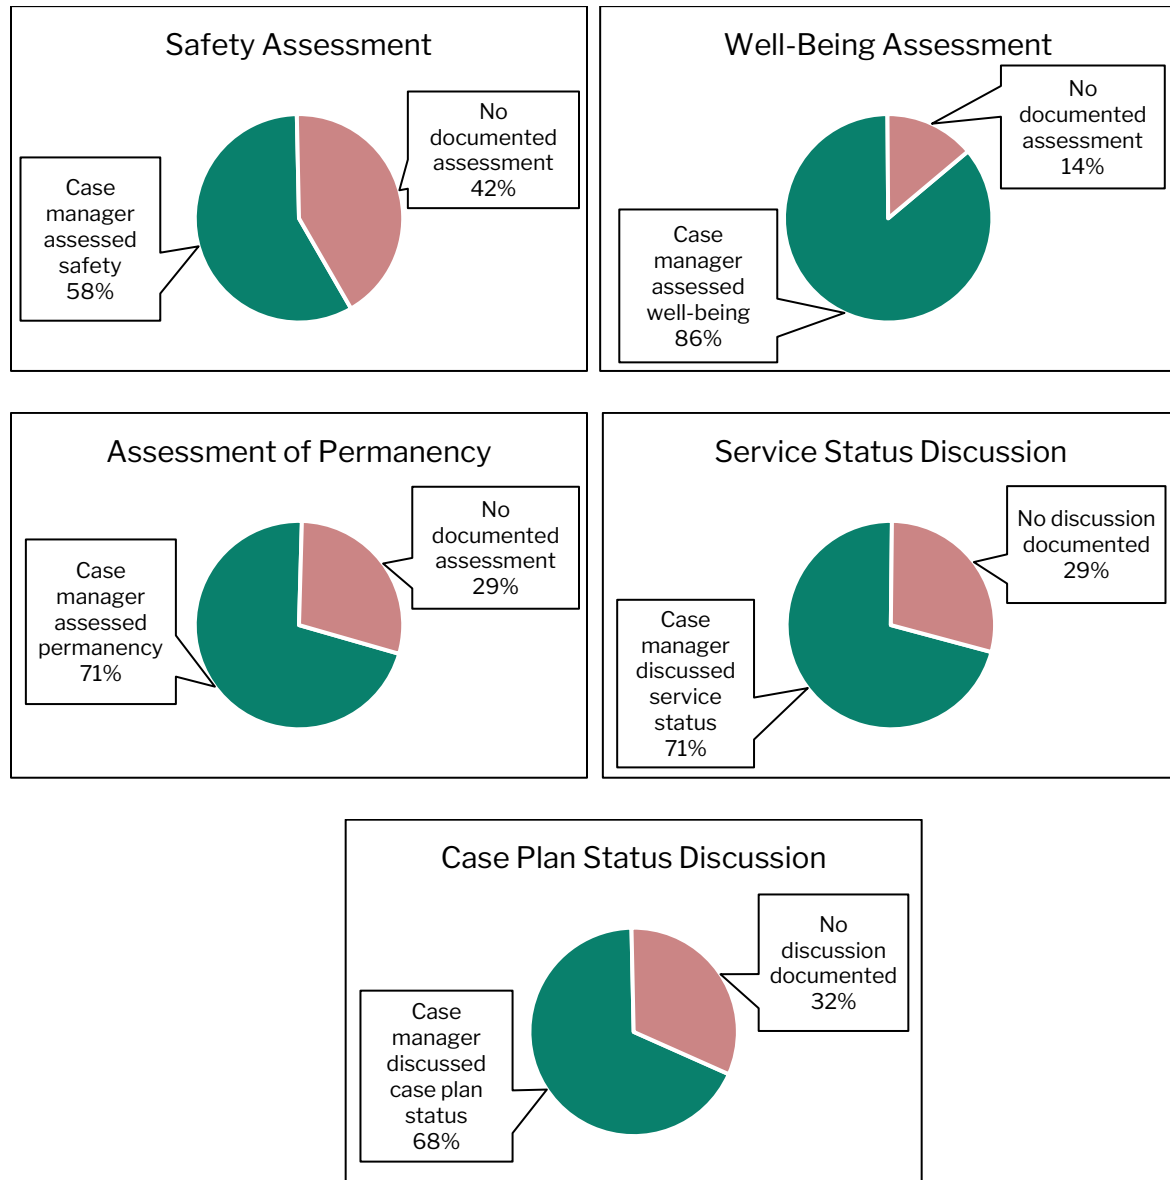 Safety Assessment
No
documented
assessment
42%
Case
manager
assessed
safety
58%
Well-Being Assessment
No
documented
assessment
14%
Case
manager
assessed
well-being
86%
Assessment of Permanency
No
documented
assessment
29%
Case
manager
assessed
permanency
71%
Service Status Discussion
No discussion
documented
29%
Case
manager
discussed
service
status
71%
Case Plan Status Discussion
No
discussion
documented
32%
Case
manager
discussed
case plan
status
68%